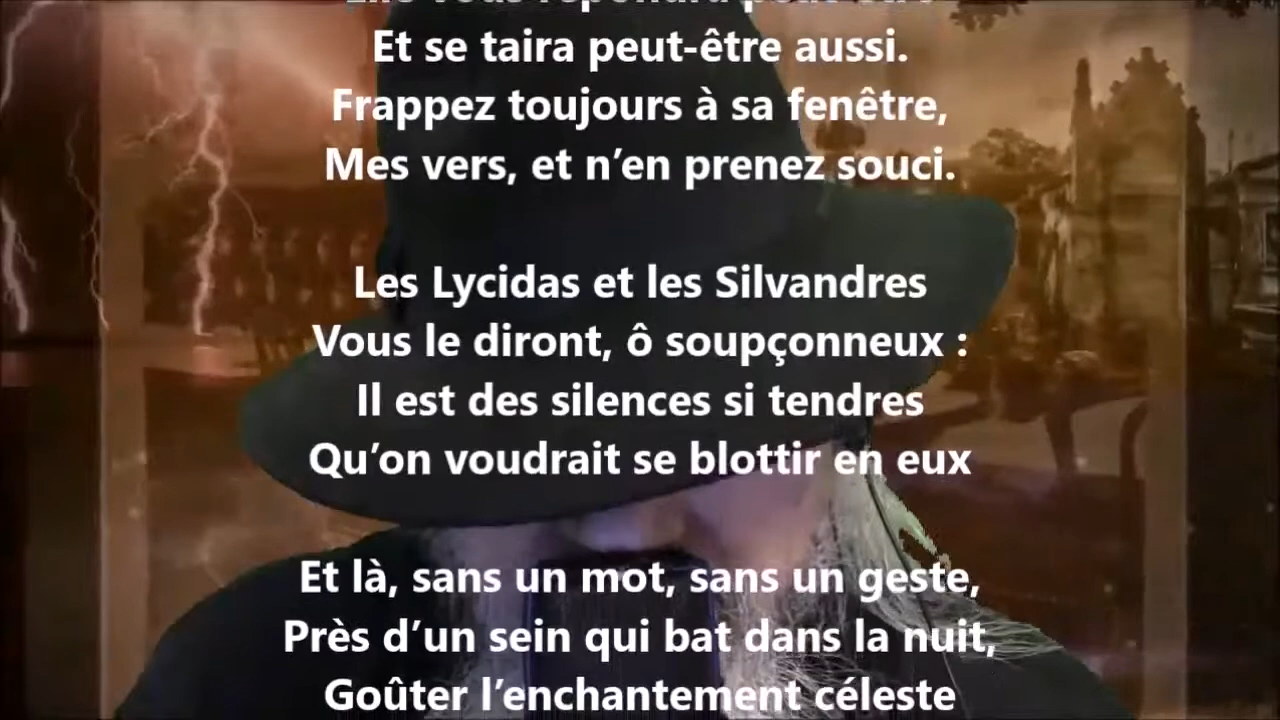 Et se taira peut-être aussi.
Frappez toujours à sa fenêtre,
Mes vers, et n’en prenez souci.
Les Lycidas et les Silvandres
Vous le diront, ô soupçonneux :
Il est des silences si tendres
Qu’on voudrait se blottir en eux
Et là, sans un mot, sans un geste,
Près d’un sein qui bat dans la nuit,
Goûter l’enchantement céleste